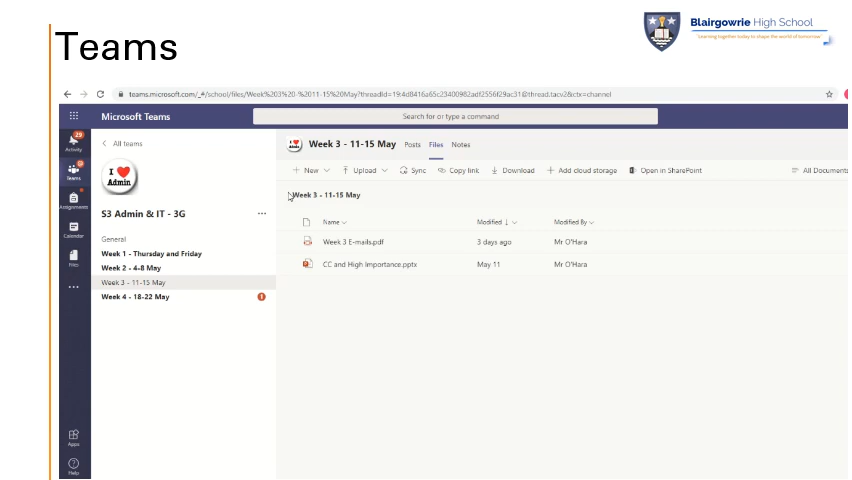 Teams
Blairgowrie High School
"Learning together today to shape the world of tomorrow"
teams.microsoft.com/_#/school/files/Week%203%20-%2011-15%20May?threadId=19:4d8416a65c23400982adf2556f29ac31@thread.tacv2&ctx=channel
Microsoft Teams
Search for or type a command
29
Activity
Teams
Assignments
Calendar
Files
Apps
Help
All teams
I ❤ Admin
S3 Admin & IT - 3G
General
Week 1 - Thursday and Friday
Week 2 - 4-8 May
Week 3 - 11-15 May
Week 4 - 18-22 May
Week 3 - 11-15 May Posts Files Notes
New Upload Sync Copy link Download Add cloud storage Open in SharePoint All Documents
Week 3 - 11-15 May
Name Modified Modified By
Week 3 E-mails.pdf 3 days ago Mr O'Hara
CC and High Importance.pptx May 11 Mr O'Hara